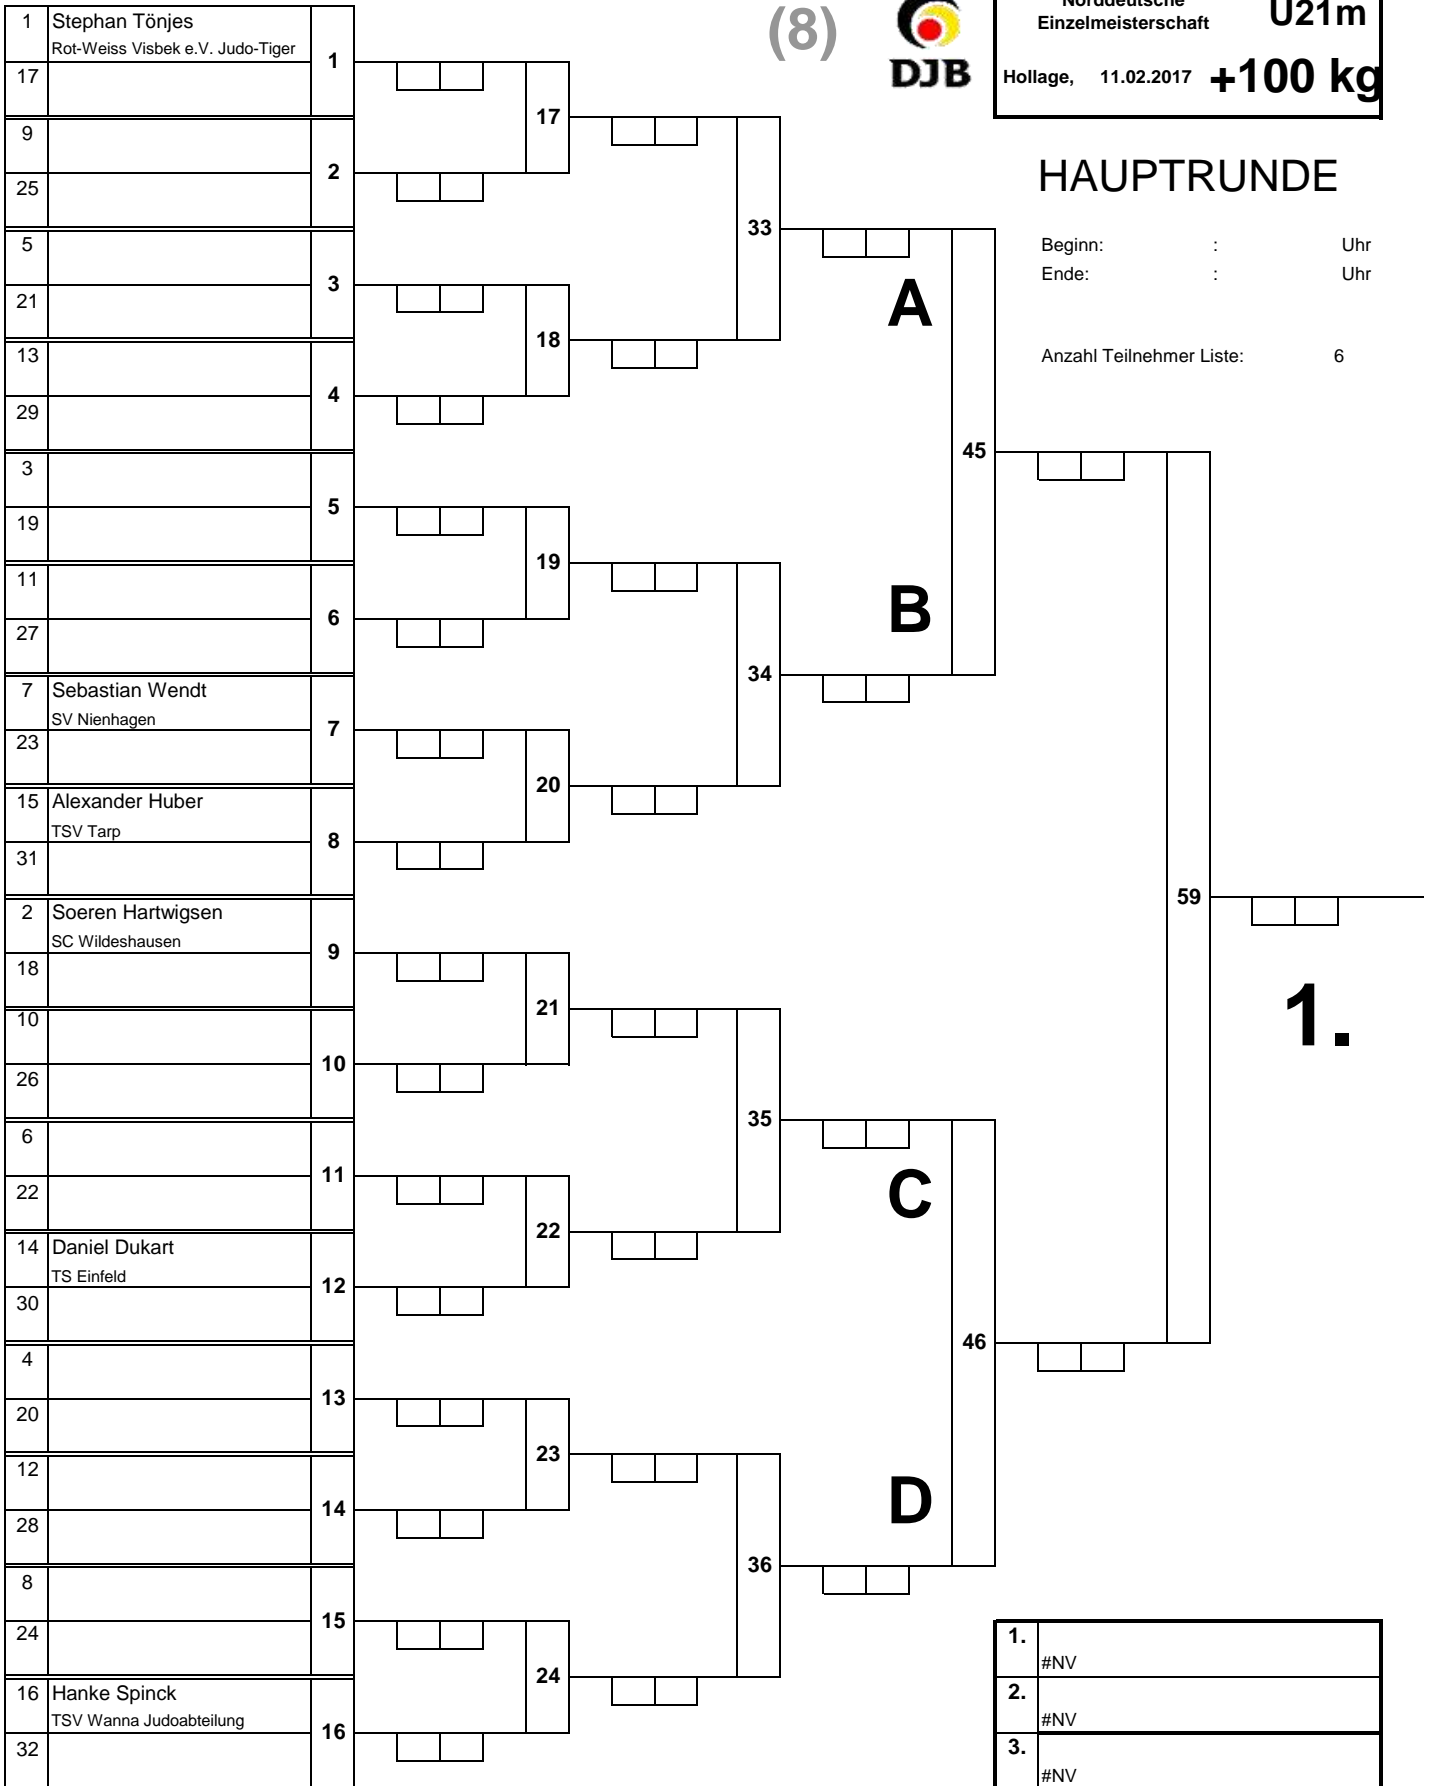 (8)
DJB
Norddeutsche
Einzelmeisterschaft
U21m
Hollage, 11.02.2017 +100 kg
HAUPTRUNDE
Beginn: : Uhr
Ende: : Uhr
Anzahl Teilnehmer Liste: 6
1 Stephan Tönjes
Rot-Weiss Visbek e.V. Judo-Tiger
1
17
9
2
25
5
3
21
13
4
29
3
5
19
11
6
27
7 Sebastian Wendt
SV Nienhagen
7
23
15 Alexander Huber
TSV Tarp
8
31
2 Soeren Hartwigsen
SC Wildeshausen
9
18
10
10
26
6
11
22
14 Daniel Dukart
TS Einfeld
12
30
4
13
20
12
14
28
8
15
24
16 Hanke Spinck
TSV Wanna Judoabteilung
16
32
17
18
19
20
21
22
23
24
33
34
35
36
A
B
C
D
45
46
59
1.
1.
#NV
2.
#NV
3.
#NV